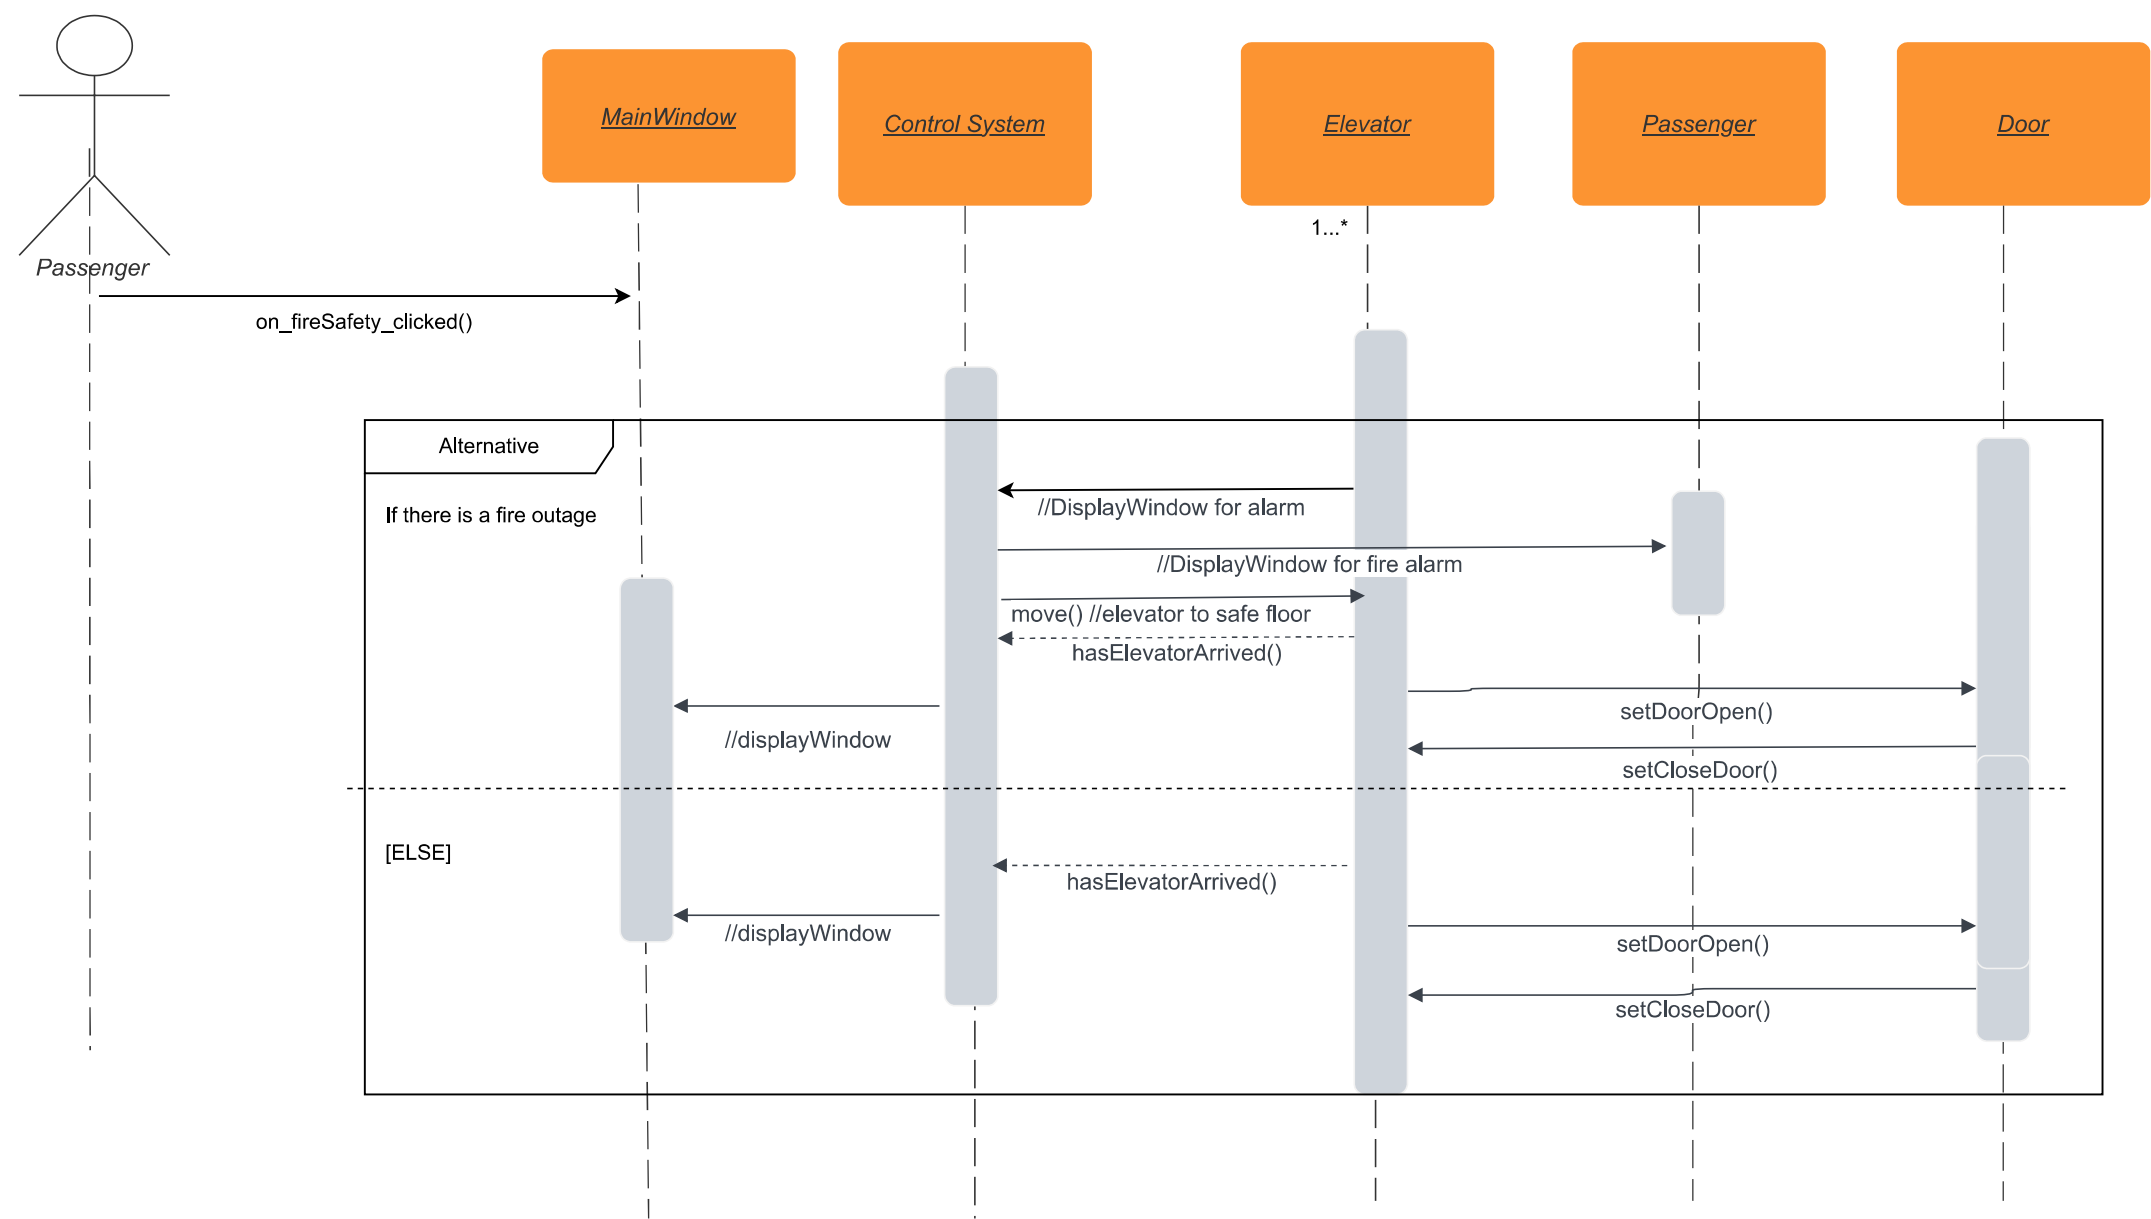 MainWindow
Control System
Elevator
Passenger
Door
1...*
Passenger
on_fireSafety_clicked()
Alternative
If there is a fire outage
//DisplayWindow for alarm
//DisplayWindow for fire alarm
move() //elevator to safe floor
hasElevatorArrived()
setDoorOpen()
//displayWindow
setCloseDoor()
[ELSE]
hasElevatorArrived()
//displayWindow
setDoorOpen()
setCloseDoor()